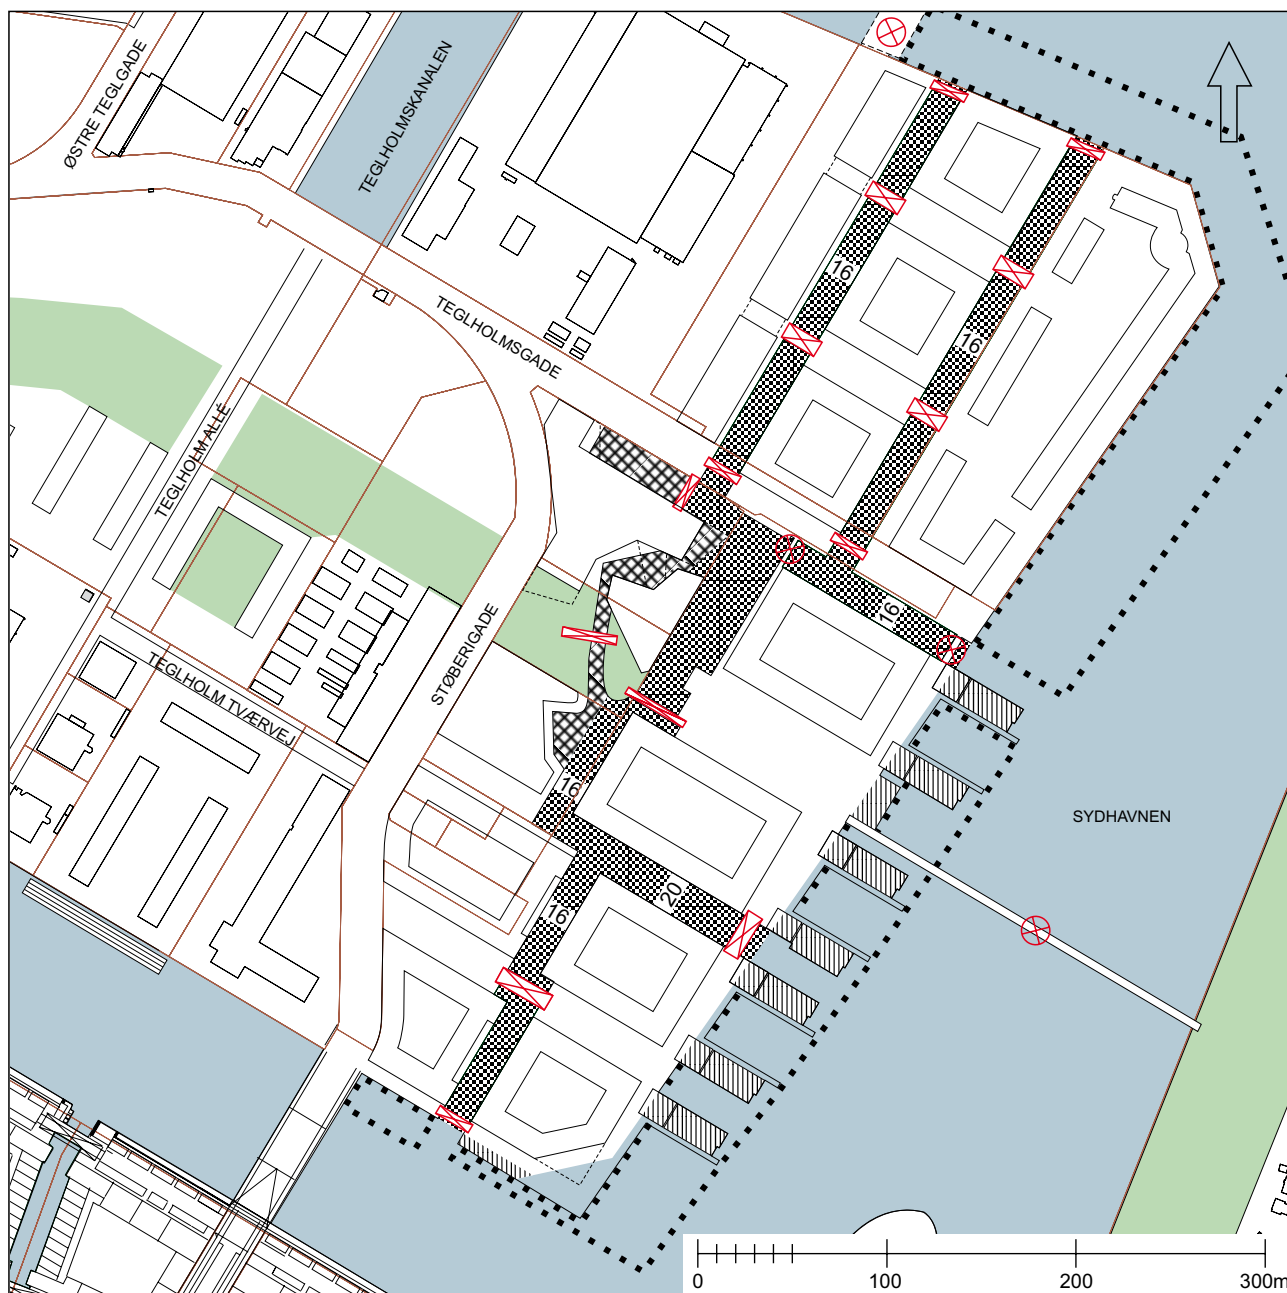 ØSTRE TEGLGADE
TEGLHOLMSKANALEN
TEGLHOLMSGADE
16
16
TEGLHOLM ALLÉ
16
STØBERIGADE
TEGLHOLM TVÆRVEJ
16
SYDHAVNEN
20
16
0 100 200 300m